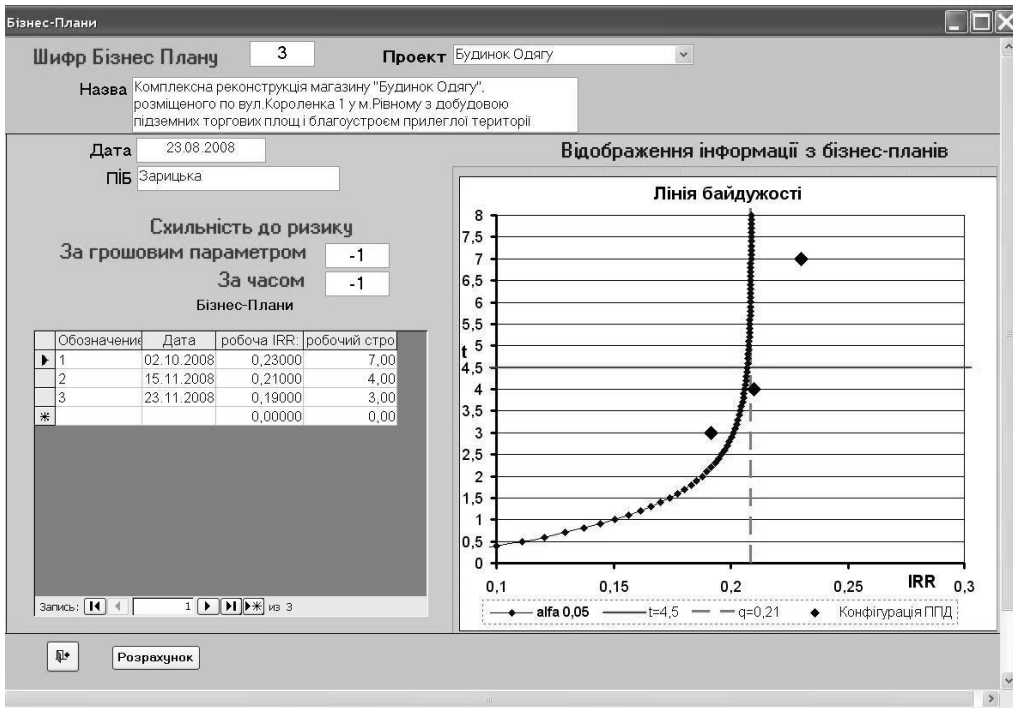 Бізнес-Плани
Шифр Бізнес Плану 3 Проект Будинок Одягу
Назва Комплексна реконструкція магазину "Будинок Одягу",
розміщеного по вул.Короленка 1 у м.Рівному з добудовою
підземних торгових площ і благоустроєм прилеглої території
Дата 23.08.2008
ПіБ Зарицька
Схильність до ризику
За грошовим параметром -1
За часом -1
Бізнес-Плани
Обозначение Дата робоча IRR: робочий стро
1 02.10.2008 0,23000 7,00
2 15.11.2008 0,21000 4,00
3 23.11.2008 0,19000 3,00
0,00000 0,00
Запись: 1 из 3
Відображення інформації з бізнес-планів
Лінія байдужості
8
7,5
7
6,5
6
5,5
t 5
4,5
4
3,5
3
2,5
2
1,5
1
0,5
0
0,1 0,15 0,2 0,25 IRR 0,3
alfa 0,05 t=4,5 q=0,21 Конфігурація ППД
Розрахунок